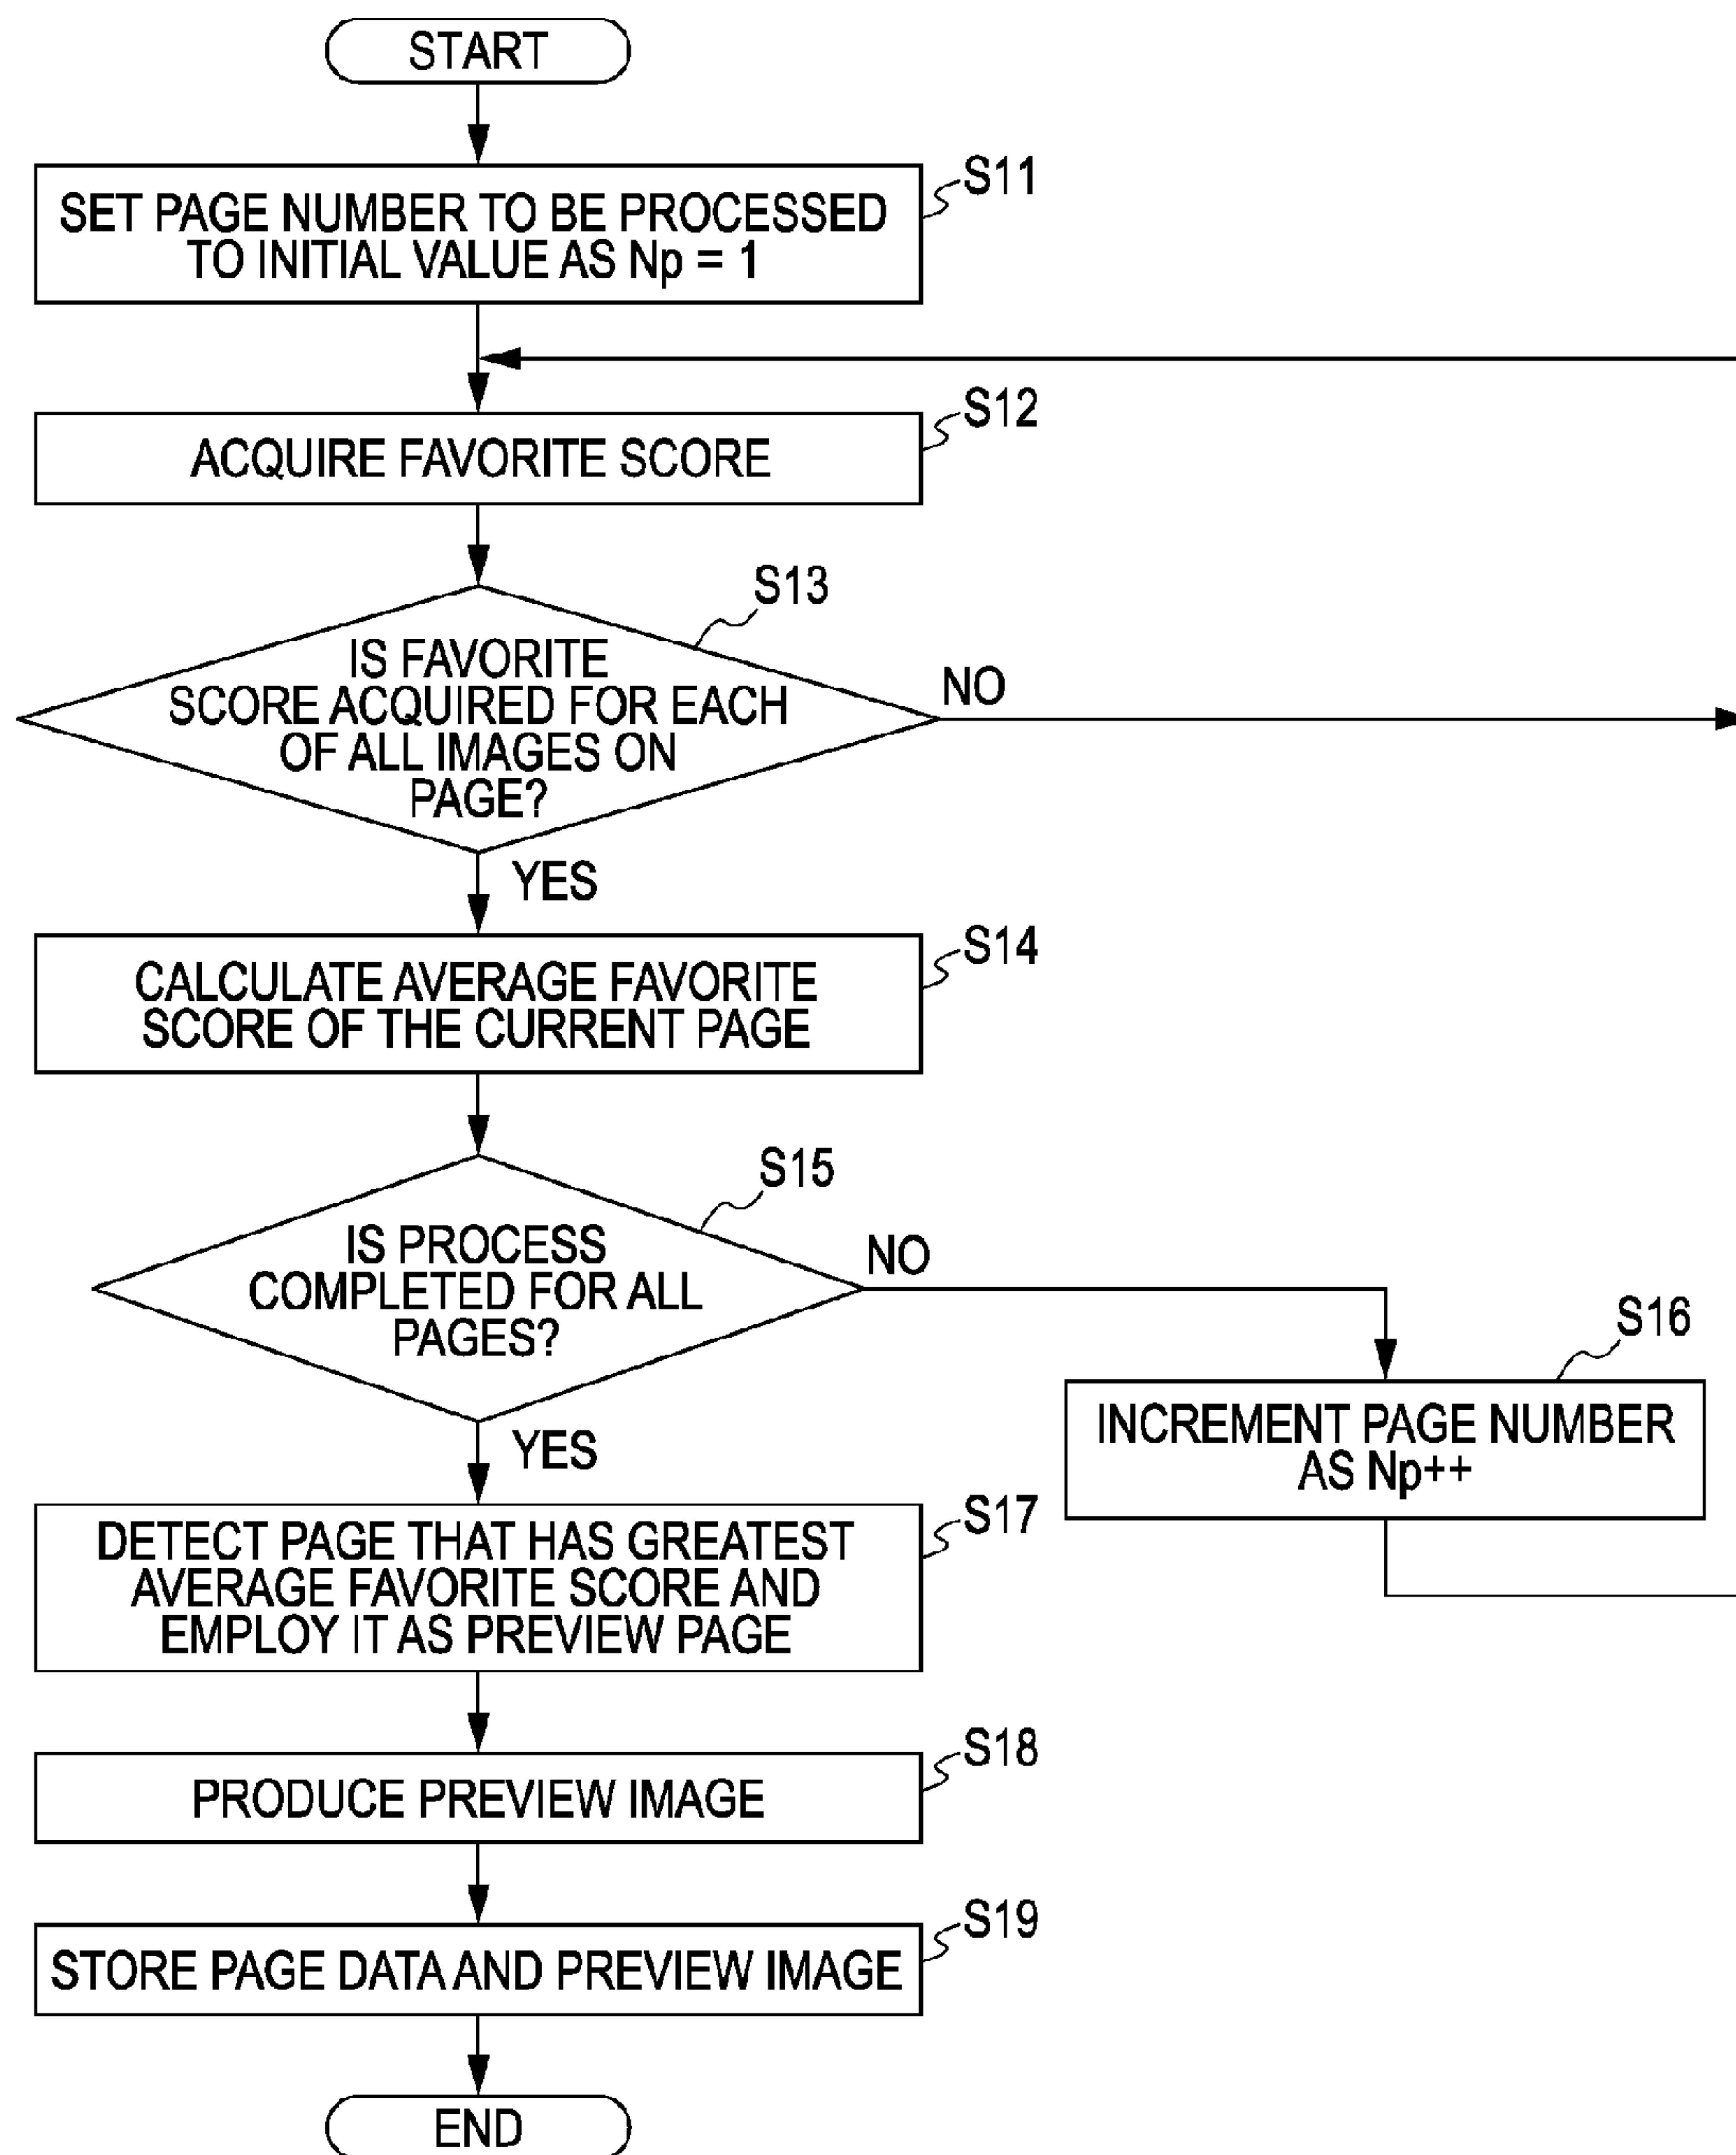 START
S11
SET PAGE NUMBER TO BE PROCESSED
TO INITIAL VALUE AS Np = 1
S12
ACQUIRE FAVORITE SCORE
S13
IS FAVORITE
SCORE ACQUIRED FOR EACH
OF ALL IMAGES ON
PAGE?
NO
YES
S14
CALCULATE AVERAGE FAVORITE
SCORE OF THE CURRENT PAGE
S15
IS PROCESS
COMPLETED FOR ALL
PAGES?
NO
S16
INCREMENT PAGE NUMBER
AS Np++
YES
S17
DETECT PAGE THAT HAS GREATEST
AVERAGE FAVORITE SCORE AND
EMPLOY IT AS PREVIEW PAGE
S18
PRODUCE PREVIEW IMAGE
S19
STORE PAGE DATA AND PREVIEW IMAGE
END